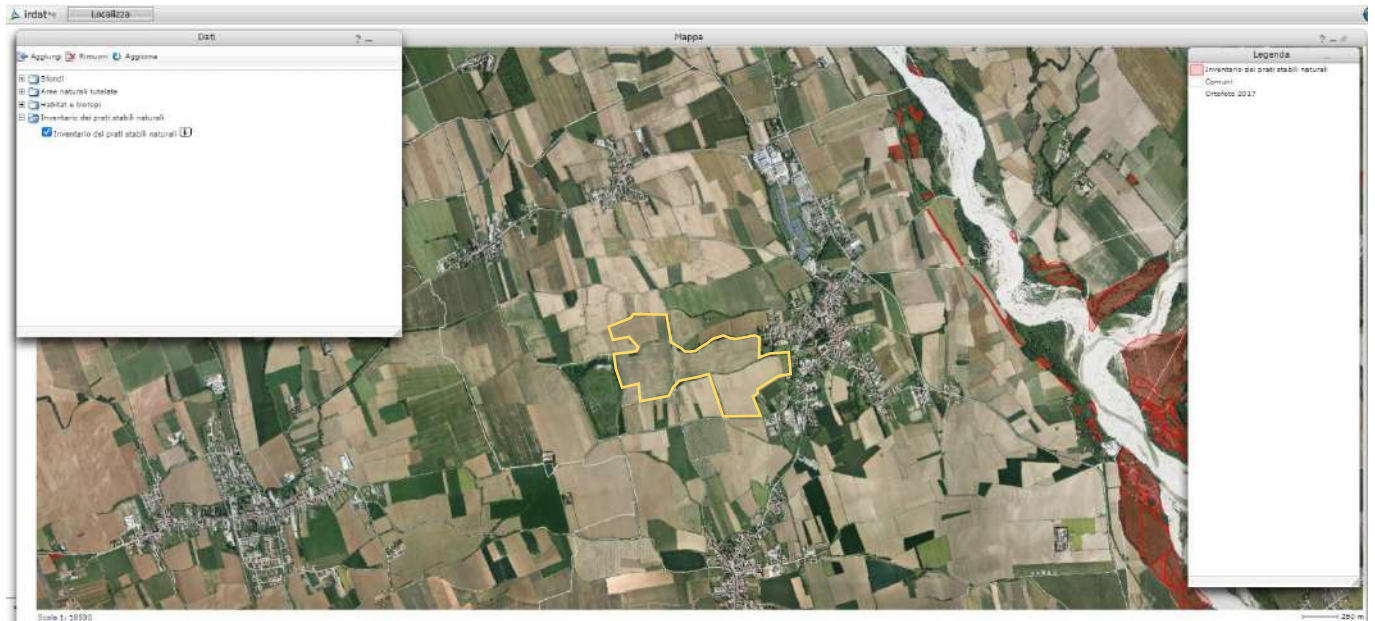 irdat
Localizza
Dati
? _
Aggiungi Rimuovi Aggiorna
Sfondi
Aree naturali tutelate
Habitat e biotopi
Inventario dei prati stabili naturali
Inventario dei prati stabili naturali
Mappa
Legenda
Inventario dei prati stabili naturali
Comuni
Ortofoto 2017
Scala 1:
250 m